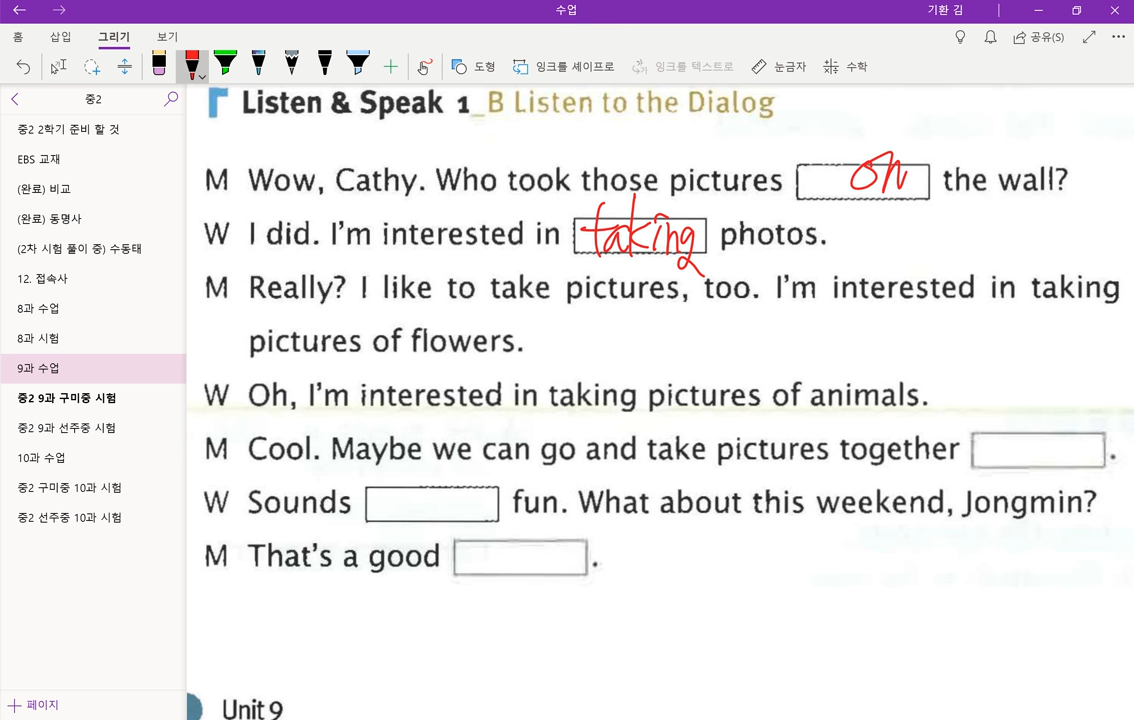 수업
기환 김
홈 삽입 그리기 보기
공유(S)
도형 잉크를 셰이프로 잉크를 텍스트로 눈금자 수학
중2
중2 2학기 준비 할 것
EBS 교재
(완료) 비교
(완료) 동명사
(2차 시험 풀이 중) 수동태
12. 접속사
8과 수업
8과 시험
9과 수업
중2 9과 구미중 시험
중2 9과 선주중 시험
10과 수업
중2 구미중 10과 시험
중2 선주중 10과 시험
페이지
Listen & Speak 1_B Listen to the Dialog
M Wow, Cathy. Who took those pictures on the wall?
W I did. I'm interested in taking photos.
M Really? I like to take pictures, too. I'm interested in taking
pictures of flowers.
W Oh, I'm interested in taking pictures of animals.
M Cool. Maybe we can go and take pictures together .
W Sounds fun. What about this weekend, Jongmin?
M That's a good .
Unit 9